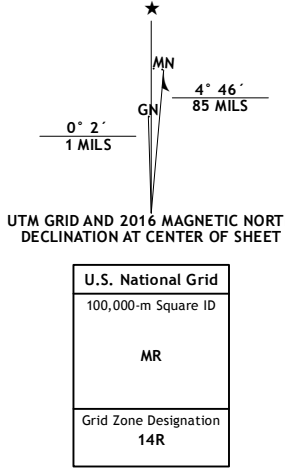 MN
GN
4° 46´
85 MILS
0° 2´
1 MILS
UTM GRID AND 2016 MAGNETIC NORT
DECLINATION AT CENTER OF SHEET
U.S. National Grid
100,000-m Square ID
MR
Grid Zone Designation
14R